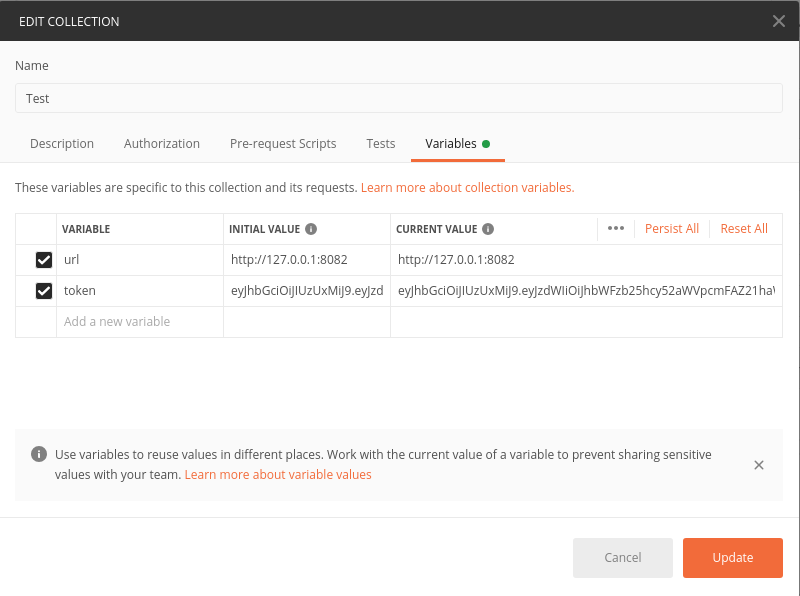 EDIT COLLECTION
Name
Test
Description Authorization Pre-request Scripts Tests Variables
These variables are specific to this collection and its requests. Learn more about collection variables.
VARIABLE INITIAL VALUE CURRENT VALUE ••• Persist All Reset All
url http://127.0.0.1:8082 http://127.0.0.1:8082
token eyJhbGciOiJIUzUxMiJ9.eyJzd eyJhbGciOiJIUzUxMiJ9.eyJzdWIiOiJhbWFzb25hcy52aWVpcmFAZ21ha
Add a new variable
Use variables to reuse values in different places. Work with the current value of a variable to prevent sharing sensitive
values with your team. Learn more about variable values
Cancel Update